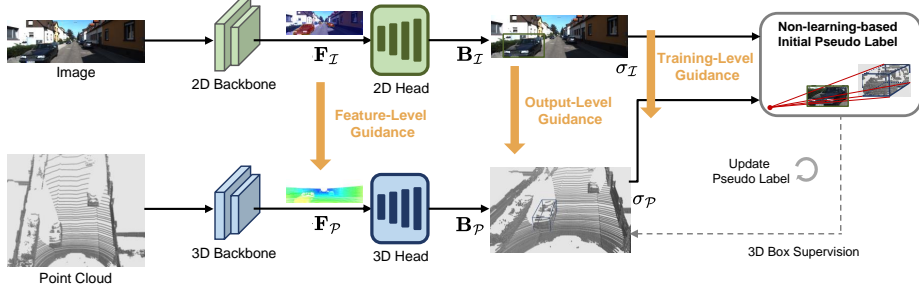 Image
2D Backbone
𝐅_ℐ
2D Head
𝐁_ℐ
σ_ℐ
Feature-Level
Guidance
Output-Level
Guidance
Training-Level
Guidance
Non-learning-based
Initial Pseudo Label
Update
Pseudo Label
3D Box Supervision
Point Cloud
3D Backbone
𝐅_𝒫
3D Head
𝐁_𝒫
σ_𝒫